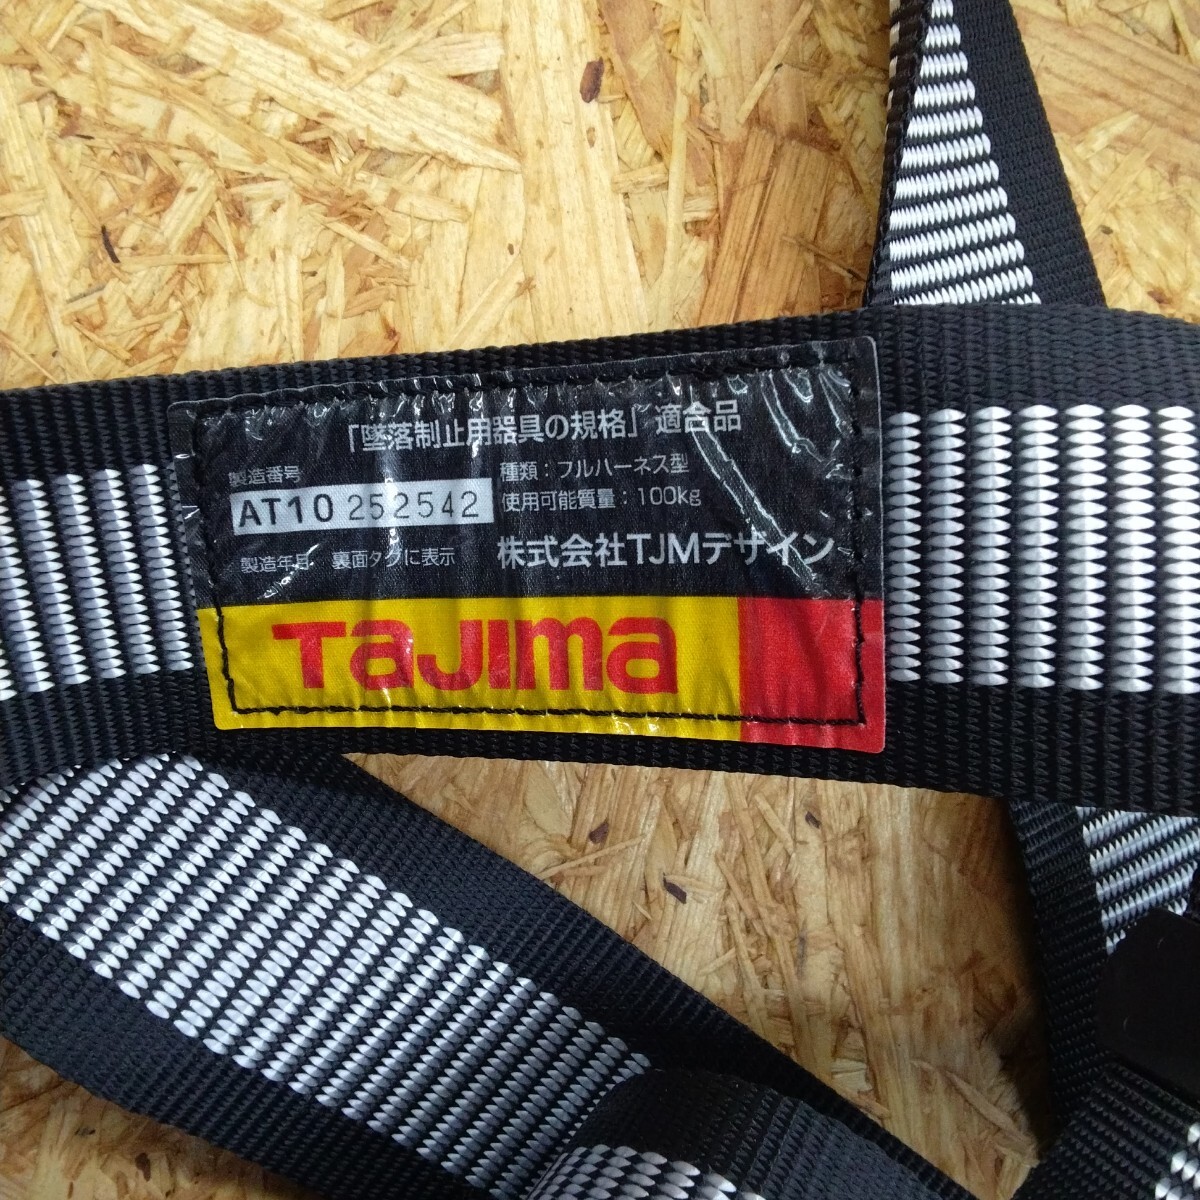 「墜落制止用器具の規格」適合品
製造番号
AT10 252542
種類：フルハーネス型
使用可能質量：100kg
製造年月 裏面タグに表示
株式会社TJMデザイン
TAJIMA